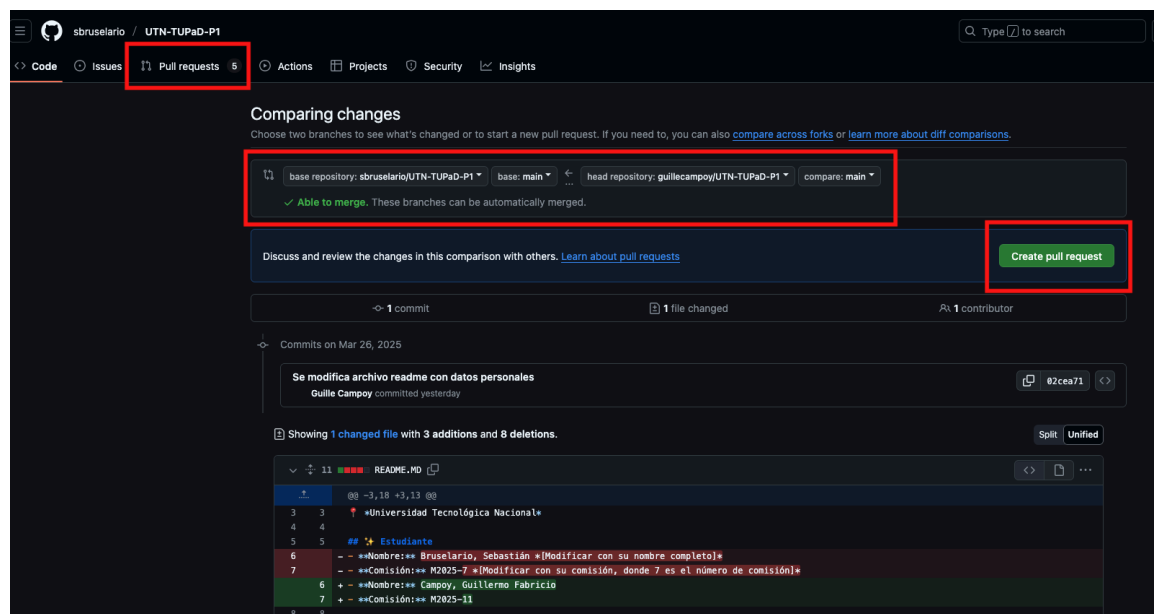 sbruselario / UTN-TUPaD-P1
Type / to search
Code Issues Pull requests 5 Actions Projects Security Insights
Comparing changes
Choose two branches to see what's changed or to start a new pull request. If you need to, you can also compare across forks or learn more about diff comparisons.
base repository: sbruselario/UTN-TUPaD-P1 base: main ← ... head repository: guillecampoy/UTN-TUPaD-P1 compare: main
Able to merge. These branches can be automatically merged.
Discuss and review the changes in this comparison with others. Learn about pull requests
Create pull request
1 commit 1 file changed 1 contributor
Commits on Mar 26, 2025
Se modifica archivo readme con datos personales
Guille Campoy committed yesterday
02cea71
Showing 1 changed file with 3 additions and 8 deletions.
Split Unified
11 README.MD
@@ -3,18 +3,13 @@
3 3 📍 *Universidad Tecnológica Nacional*
4 4
5 5 ## ✨ Estudiante
6 - - **Nombre:** Bruselario, Sebastián *[Modificar con su nombre completo]*
7 - - **Comisión:** M2025-7 *[Modificar con su comisión, donde 7 es el número de comisión]*
6 + - **Nombre:** Campoy, Guillermo Fabricio
7 + - **Comisión:** M2025-11
8 8